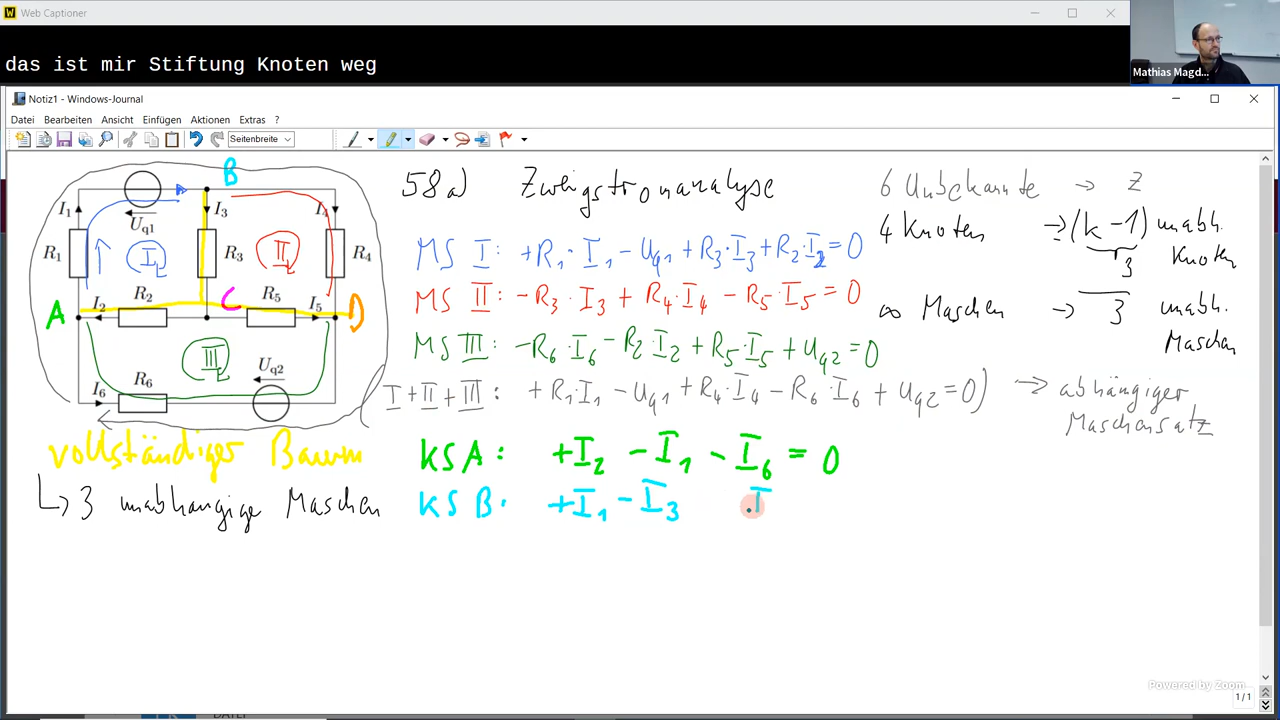 Web Captioner
das ist mir Stiftung Knoten weg
Mathias Magd...
Notiz1 - Windows-Journal
Datei Bearbeiten Ansicht Einfügen Aktionen Extras ?
Seitenbreite
B
I1
Uq1
I3
I4
R1
I
R3
II
R4
A
I2
R2
C
R5
I5
D
III
Uq2
I6
R6
vollständiger Baum
↳ 3 unabhängige Maschen
58a) Zweigstromanalyse
MS I: +R1·I1 - Uq1 + R3·I3 + R2·I2 = 0
MS II: -R3·I3 + R4·I4 - R5·I5 = 0
MS III: -R6·I6 - R2·I2 + R5·I5 + Uq2 = 0
I+II+III: +R1·I1 - Uq1 + R4·I4 - R6·I6 + Uq2 = 0) → abhängiger Maschensatz
KSA: +I2 - I1 - I6 = 0
KSB: +I1 - I3 I
6 Unbekannte → Z
4 Knoten → (k-1) unabh. Knoten
3
∞ Maschen → 3 unabh. Maschen
Powered by Zoom
1/1